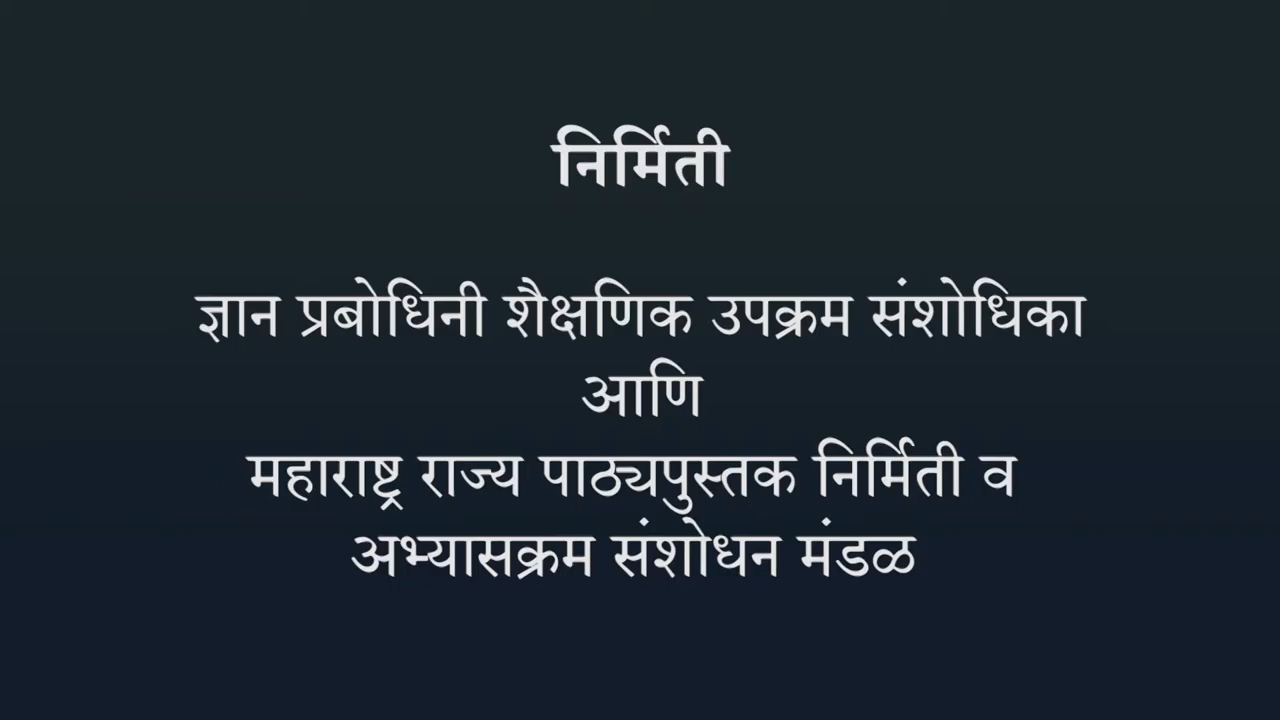 निर्मिती
ज्ञान प्रबोधिनी शैक्षणिक उपक्रम संशोधिका
आणि
महाराष्ट्र राज्य पाठ्यपुस्तक निर्मिती व
अभ्यासक्रम संशोधन मंडळ